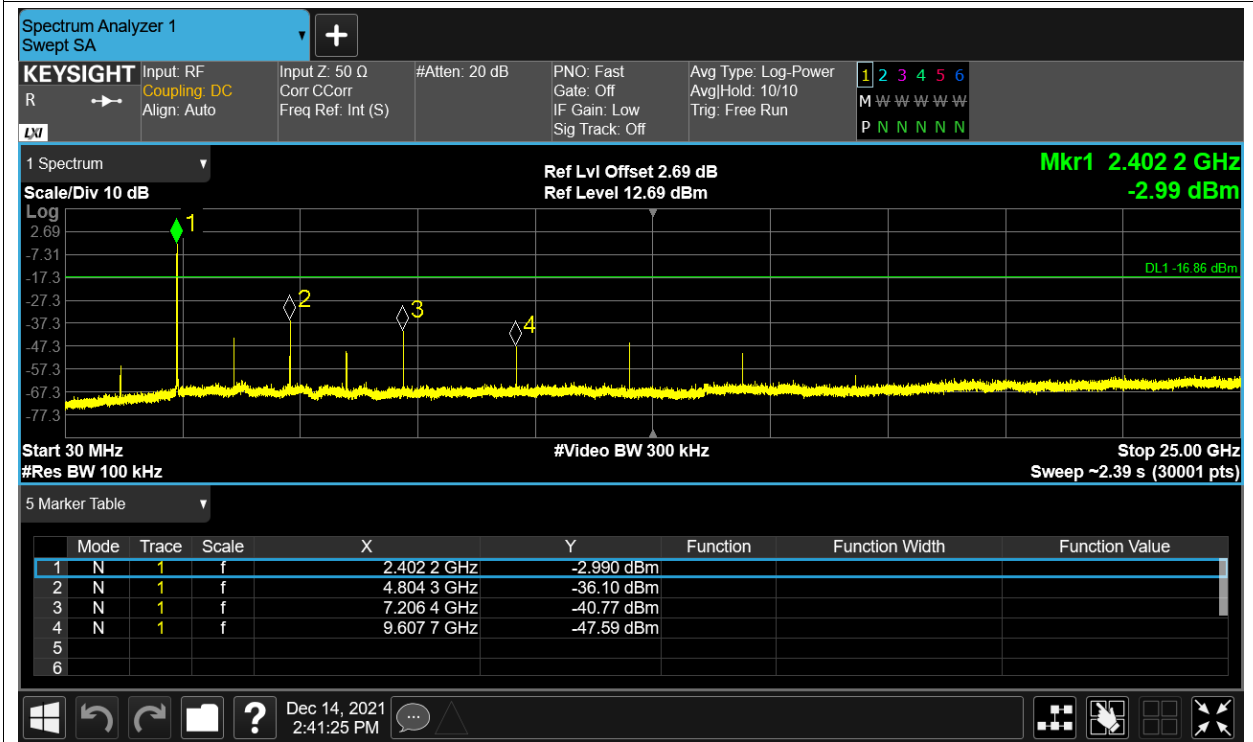 Spectrum Analyzer 1
Swept SA
+
KEYSIGHT Input: RF Input Z: 50 Ω #Atten: 20 dB PNO: Fast Avg Type: Log-Power 1 2 3 4 5 6
R Coupling: DC Corr CCorr Gate: Off Avg|Hold: 10/10 M W W W W W
Align: Auto Freq Ref: Int (S) IF Gain: Low Trig: Free Run
LXI Sig Track: Off P N N N N N
1 Spectrum Ref Lvl Offset 2.69 dB Mkr1 2.402 2 GHz
Scale/Div 10 dB Ref Level 12.69 dBm -2.99 dBm
Log
1
2.69
-7.31
DL1 -16.86 dBm
-17.3
-27.3 2
3
-37.3 4
-47.3
-57.3
-67.3
-77.3
Start 30 MHz #Video BW 300 kHz Stop 25.00 GHz
#Res BW 100 kHz Sweep ~2.39 s (30001 pts)
5 Marker Table
Mode Trace Scale X Y Function Function Width Function Value
1 N 1 f 2.402 2 GHz -2.990 dBm
2 N 1 f 4.804 3 GHz -36.10 dBm
3 N 1 f 7.206 4 GHz -40.77 dBm
4 N 1 f 9.607 7 GHz -47.59 dBm
5
6
? Dec 14, 2021
2:41:25 PM